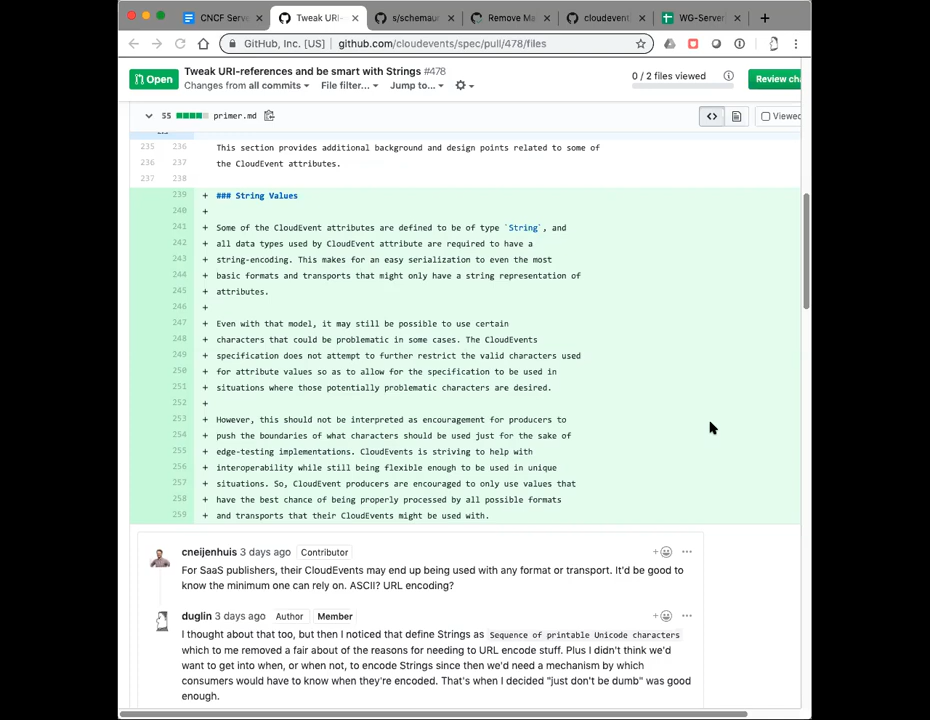 CNCF Serve
Tweak URI-
s/schemaur
Remove Ma
cloudevent
WG-Server
GitHub, Inc. [US]
github.com/cloudevents/spec/pull/478/files
Open
Tweak URI-references and be smart with Strings #478
Changes from all commits
File filter...
Jump to...
0 / 2 files viewed
Review cha
55
primer.md
Viewed
235 236 This section provides additional background and design points related to some of
236 237 the CloudEvent attributes.
237 238
239 + ### String Values
240 +
241 + Some of the CloudEvent attributes are defined to be of type `String`, and
242 + all data types used by CloudEvent attribute are required to have a
243 + string-encoding. This makes for an easy serialization to even the most
244 + basic formats and transports that might only have a string representation of
245 + attributes.
246 +
247 + Even with that model, it may still be possible to use certain
248 + characters that could be problematic in some cases. The CloudEvents
249 + specification does not attempt to further restrict the valid characters used
250 + for attribute values so as to allow for the specification to be used in
251 + situations where those potentially problematic characters are desired.
252 +
253 + However, this should not be interpreted as encouragement for producers to
254 + push the boundaries of what characters should be used just for the sake of
255 + edge-testing implementations. CloudEvents is striving to help with
256 + interoperability while still being flexible enough to be used in unique
257 + situations. So, CloudEvent producers are encouraged to only use values that
258 + have the best chance of being properly processed by all possible formats
259 + and transports that their CloudEvents might be used with.
cneijenhuis 3 days ago Contributor
For SaaS publishers, their CloudEvents may end up being used with any format or transport. It'd be good to
know the minimum one can rely on. ASCII? URL encoding?
duglin 3 days ago Author Member
I thought about that too, but then I noticed that define Strings as Sequence of printable Unicode characters
which to me removed a fair about of the reasons for needing to URL encode stuff. Plus I didn't think we'd
want to get into when, or when not, to encode Strings since then we'd need a mechanism by which
consumers would have to know when they're encoded. That's when I decided "just don't be dumb" was good
enough.